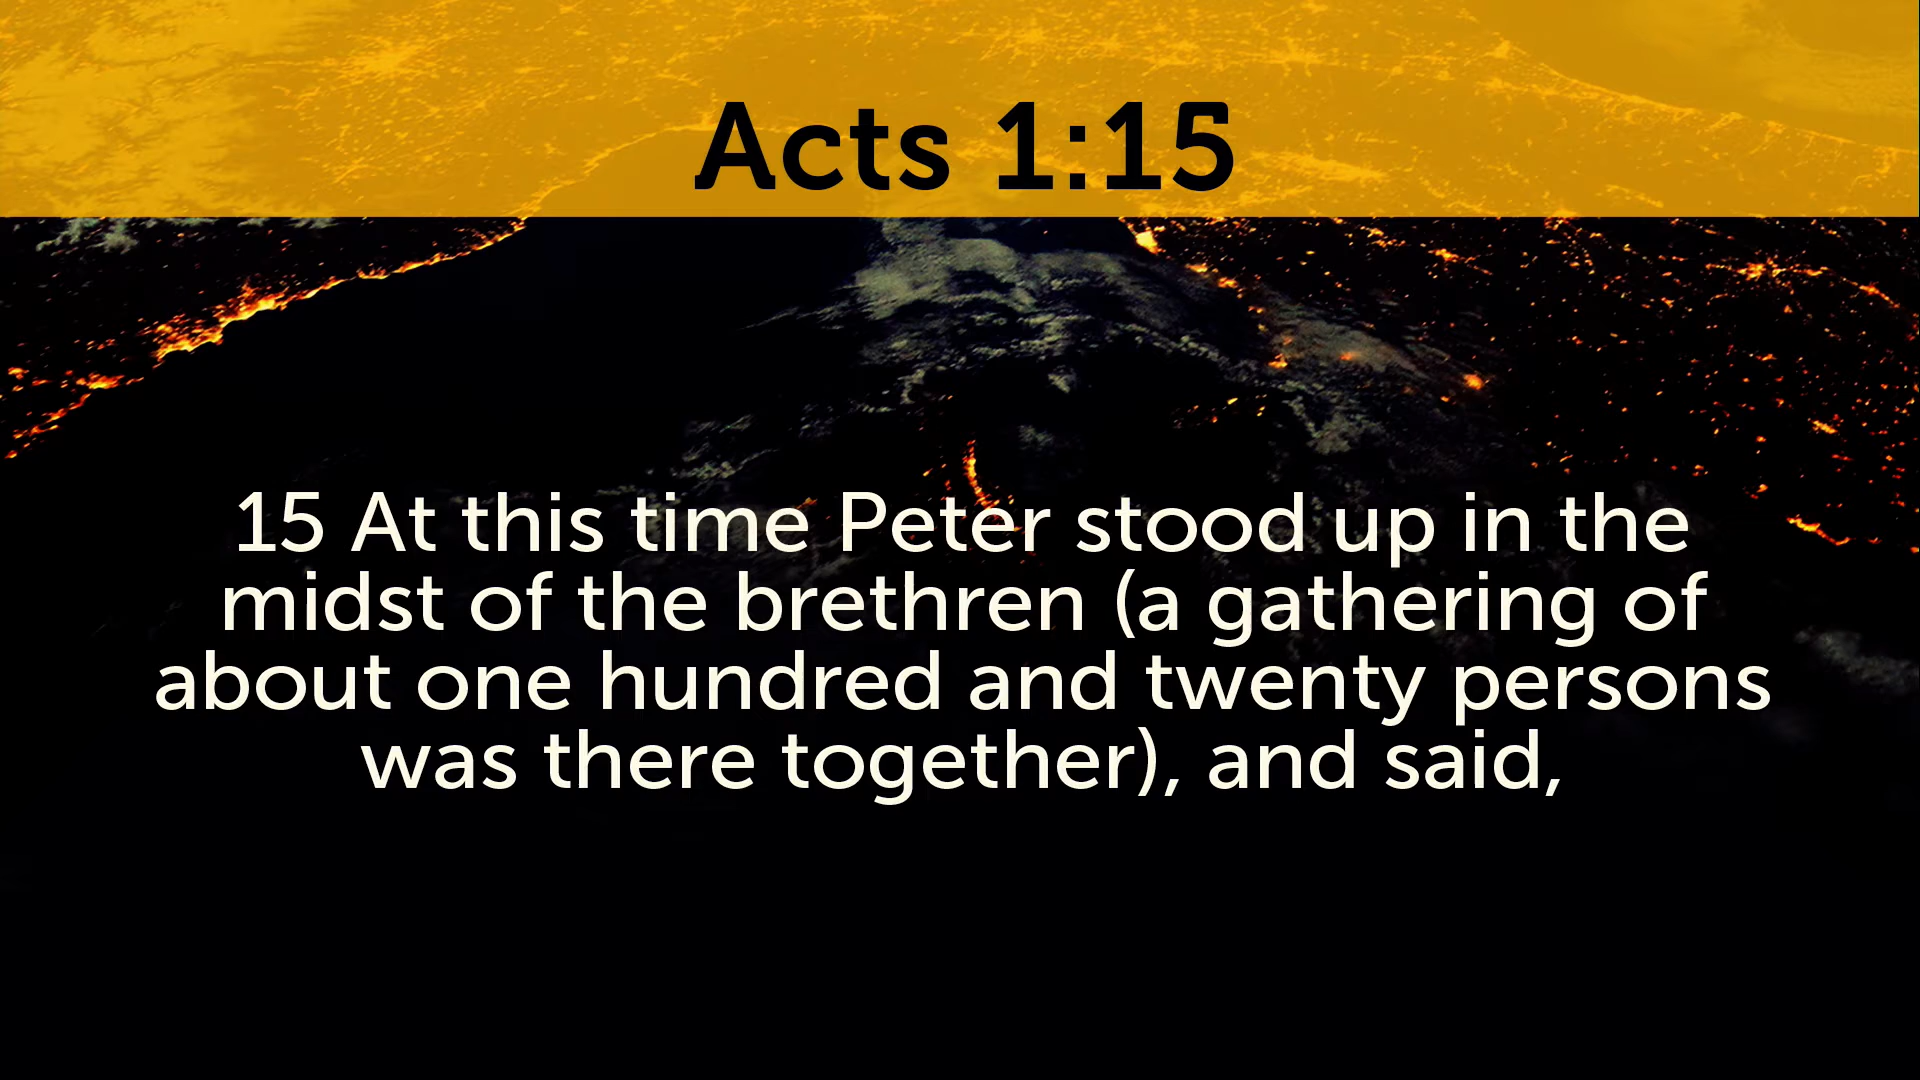 Acts 1:15
15 At this time Peter stood up in the
midst of the brethren (a gathering of
about one hundred and twenty persons
was there together), and said,